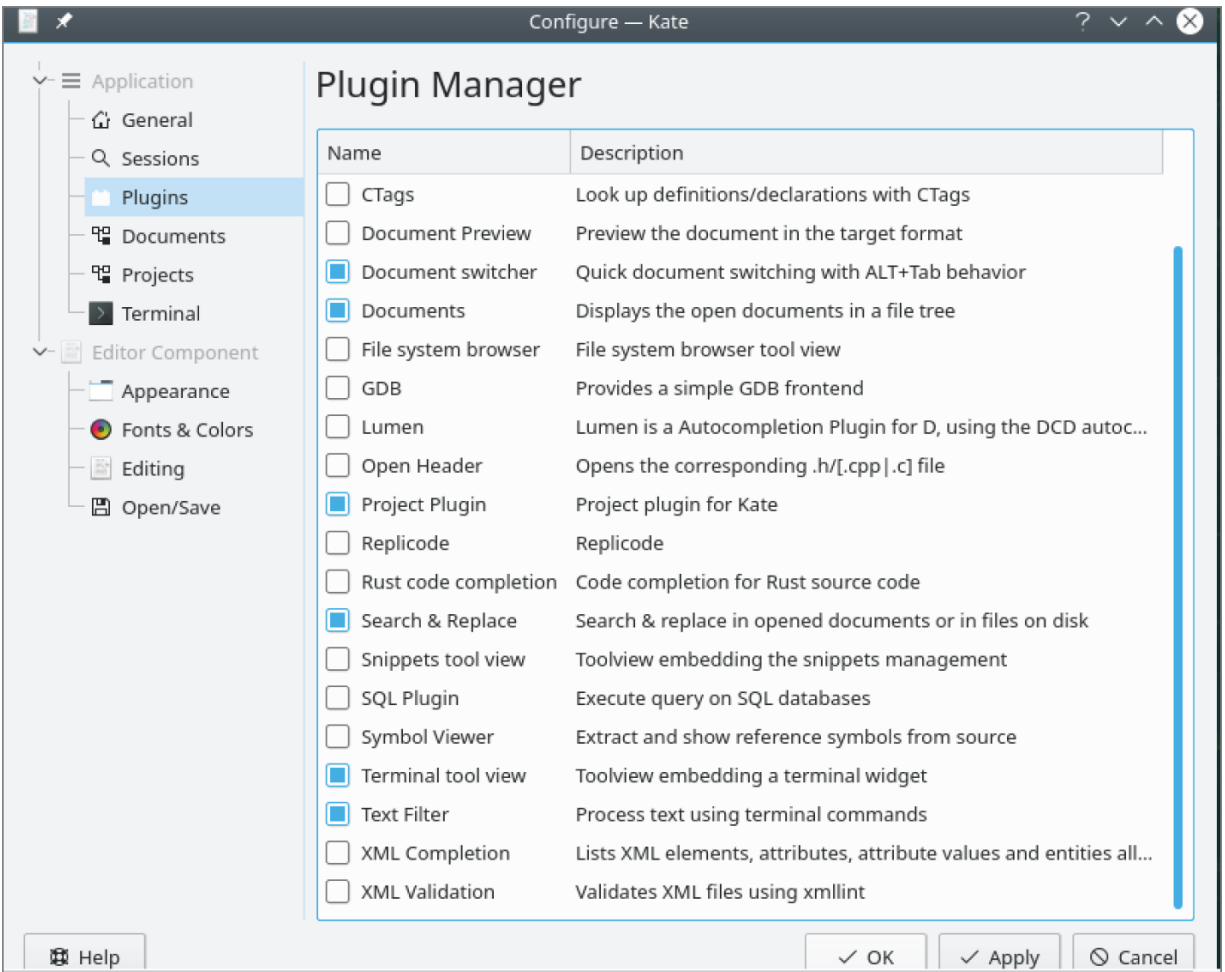 Configure — Kate
Application
General
Sessions
Plugins
Documents
Projects
Terminal
Editor Component
Appearance
Fonts & Colors
Editing
Open/Save
Plugin Manager
Name Description
CTags Look up definitions/declarations with CTags
Document Preview Preview the document in the target format
Document switcher Quick document switching with ALT+Tab behavior
Documents Displays the open documents in a file tree
File system browser File system browser tool view
GDB Provides a simple GDB frontend
Lumen Lumen is a Autocompletion Plugin for D, using the DCD autoc...
Open Header Opens the corresponding .h/[.cpp|.c] file
Project Plugin Project plugin for Kate
Replicode Replicode
Rust code completion Code completion for Rust source code
Search & Replace Search & replace in opened documents or in files on disk
Snippets tool view Toolview embedding the snippets management
SQL Plugin Execute query on SQL databases
Symbol Viewer Extract and show reference symbols from source
Terminal tool view Toolview embedding a terminal widget
Text Filter Process text using terminal commands
XML Completion Lists XML elements, attributes, attribute values and entities all...
XML Validation Validates XML files using xmllint
Help OK Apply Cancel